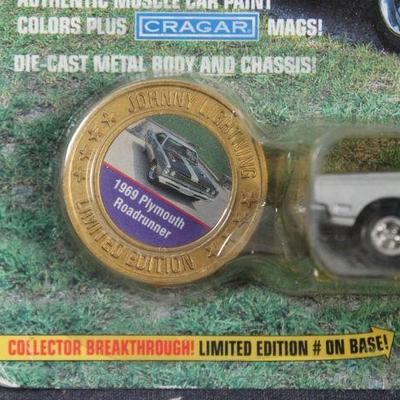 AUTHENTIC MUSCLE CAR PAINT
COLORS PLUS CRAGAR MAGS!
DIE-CAST METAL BODY AND CHASSIS!
JOHNNY LIGHTNING
1969 Plymouth
Roadrunner
LIMITED EDITION
COLLECTOR BREAKTHROUGH! LIMITED EDITION # ON BASE!